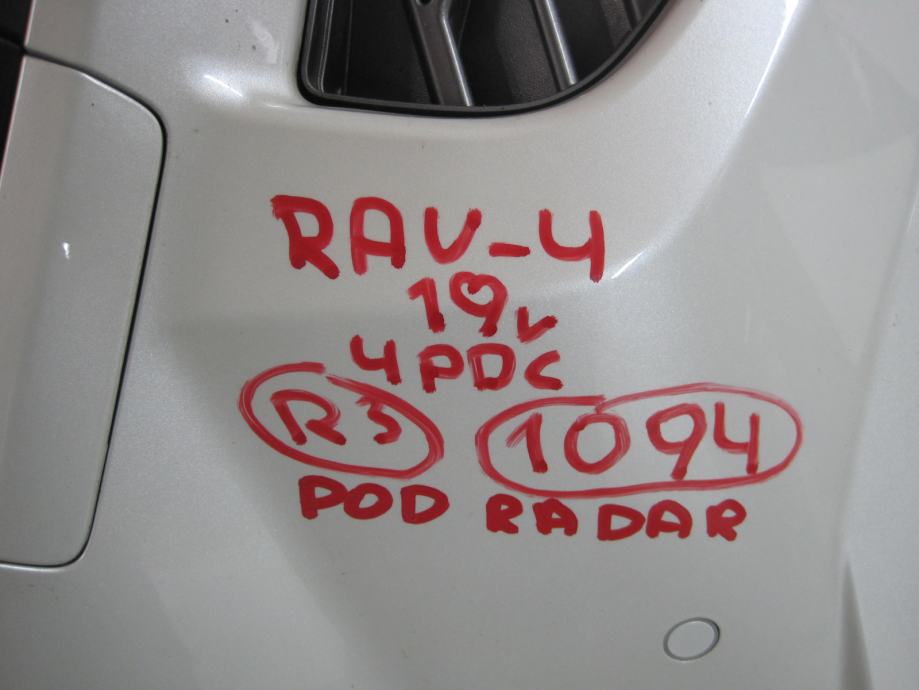 RAV-4
19v
4PDC
R3 1094
POD RADAR